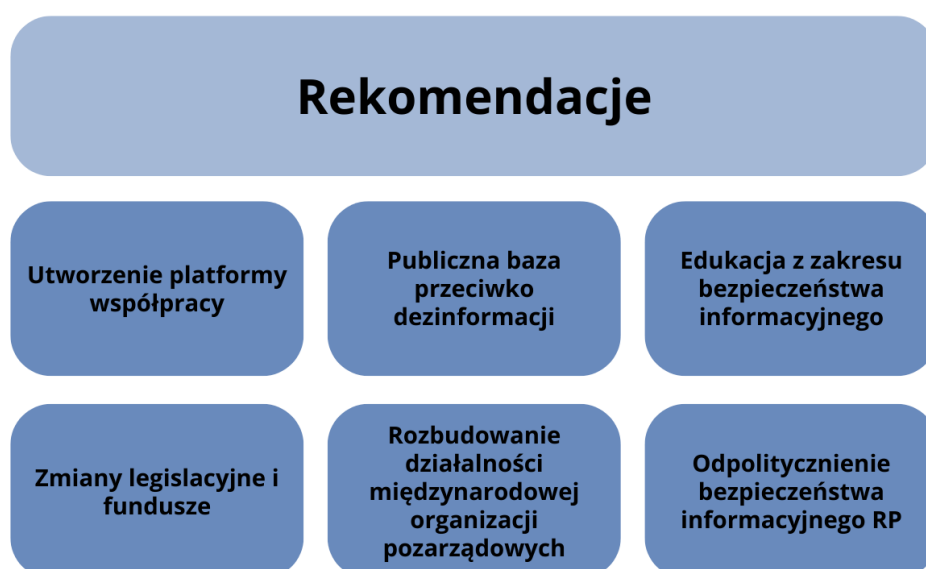 Rekomendacje
Utworzenie platformy
współpracy
Publiczna baza
przeciwko
dezinformacji
Edukacja z zakresu
bezpieczeństwa
informacyjnego
Zmiany legislacyjne i
fundusze
Rozbudowanie
działalności
międzynarodowej
organizacji
pozarządowych
Odpolitycznienie
bezpieczeństwa
informacyjnego RP